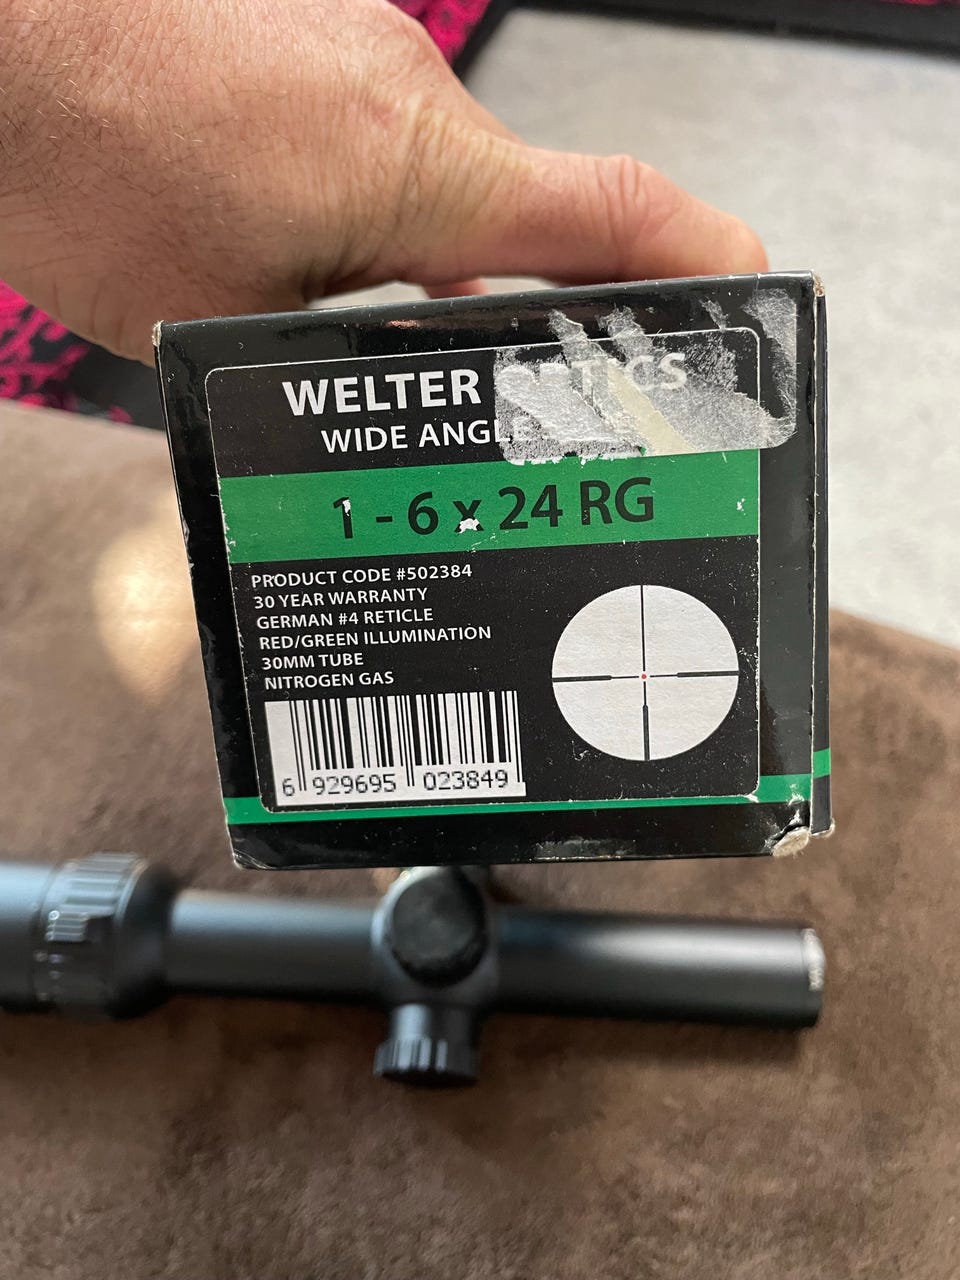 WELTER OPTICS
WIDE ANGLE
1 - 6 x 24 RG
PRODUCT CODE #502384
30 YEAR WARRANTY
GERMAN #4 RETICLE
RED/GREEN ILLUMINATION
30MM TUBE
NITROGEN GAS
6 929695 023849